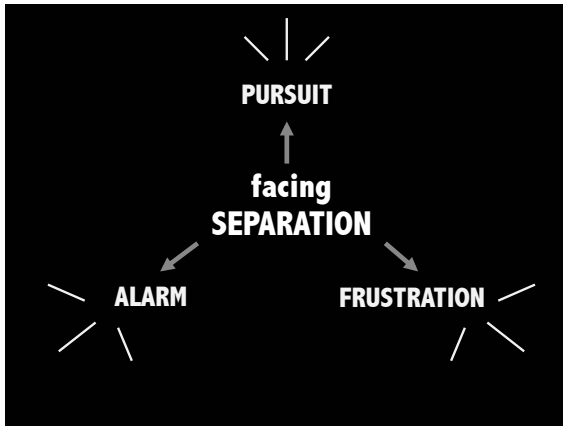 PURSUIT
facing
SEPARATION
ALARM
FRUSTRATION